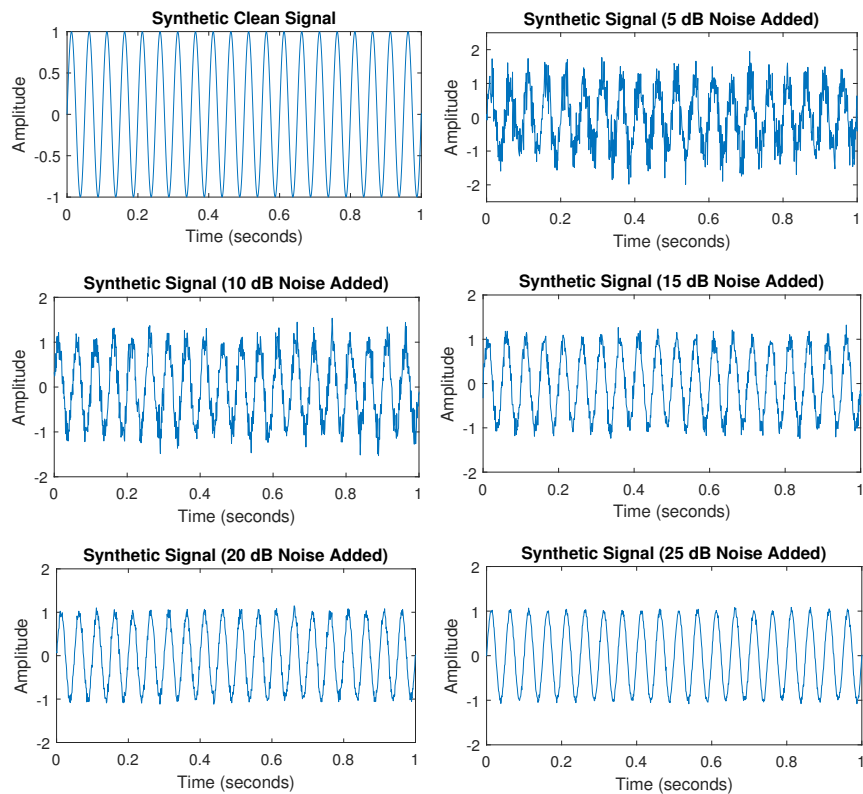 Synthetic Clean Signal
1
0.5
0
-0.5
-1
Amplitude
0 0.2 0.4 0.6 0.8 1
Time (seconds)
Synthetic Signal (5 dB Noise Added)
2
1
0
-1
-2
Amplitude
0 0.2 0.4 0.6 0.8 1
Time (seconds)
Synthetic Signal (10 dB Noise Added)
2
1
0
-1
-2
Amplitude
0 0.2 0.4 0.6 0.8 1
Time (seconds)
Synthetic Signal (15 dB Noise Added)
2
1
0
-1
-2
Amplitude
0 0.2 0.4 0.6 0.8 1
Time (seconds)
Synthetic Signal (20 dB Noise Added)
2
1
0
-1
-2
Amplitude
0 0.2 0.4 0.6 0.8 1
Time (seconds)
Synthetic Signal (25 dB Noise Added)
2
1
0
-1
-2
Amplitude
0 0.2 0.4 0.6 0.8 1
Time (seconds)